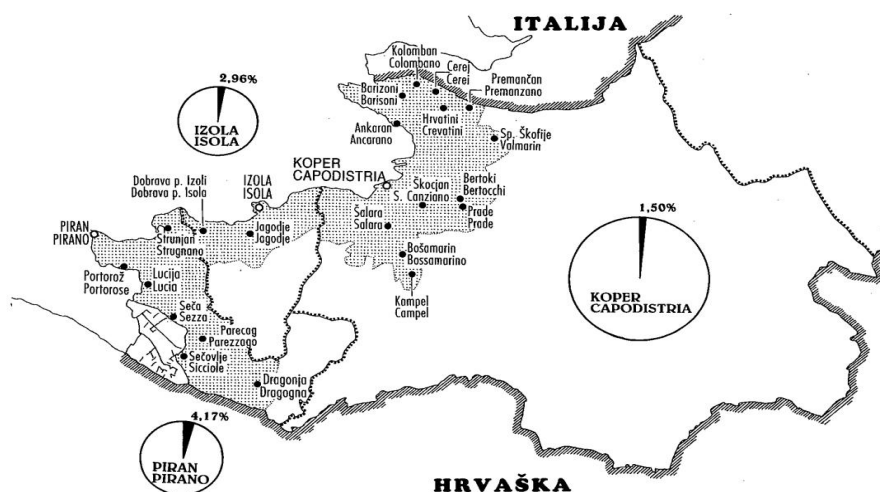 ITALIJA
Kolomban
Colombano
Cerej
Cerei
Premančan
Premanzano
2,96%
IZOLA
ISOLA
Barizoni
Barisoni
Hrvatini
Crevatini
Ankaran
Ancarano
Sp. Škofije
Valmarin
KOPER
CAPODISTRIA
Dobrava p. Izoli
Dobrava p. Isola
IZOLA
ISOLA
Škocjan
S. Canziano
Bertoki
Bertocchi
Prade
Prade
Šalara
Salara
1,50%
KOPER
CAPODISTRIA
PIRAN
PIRANO
Strunjan
Strugnano
Jagodje
Jagodje
Bošamarin
Bossamarino
Portorož
Portorose
Lucija
Lucia
Kampel
Campel
Seča
Sezza
Parecag
Parezzago
Sečovlje
Sicciole
Dragonja
Dragogna
4,17%
PIRAN
PIRANO
HRVAŠKA